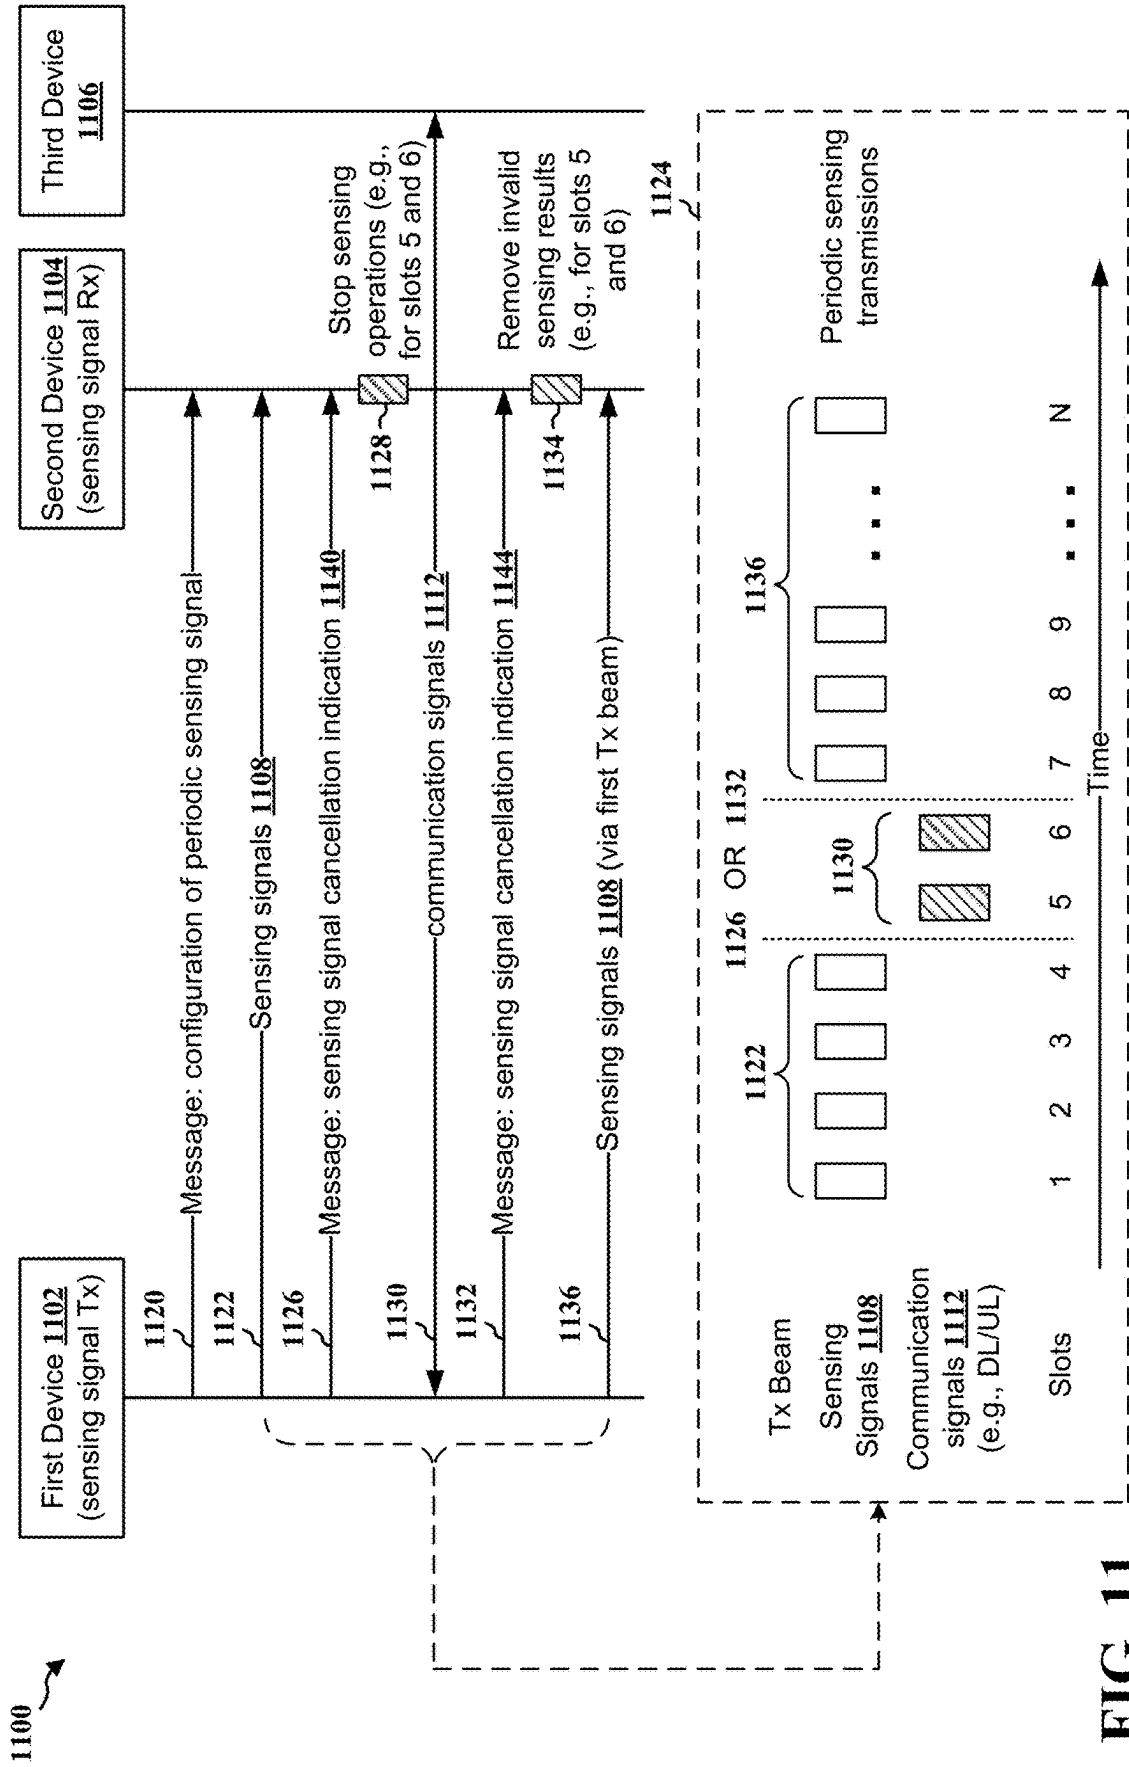 1100
First Device 1102
(sensing signal Tx)
Second Device 1104
(sensing signal Rx)
Third Device
1106
1120
Message: configuration of periodic sensing signal
1122
Sensing signals 1108
1126
Message: sensing signal cancellation indication 1140
1128
Stop sensing
operations (e.g.,
for slots 5 and 6)
1130
communication signals 1112
1132
Message: sensing signal cancellation indication 1144
1134
Remove invalid
sensing results
(e.g., for slots 5
and 6)
1136
Sensing signals 1108 (via first Tx beam)
1124
Tx Beam
1126 OR 1132
1122
1136
Sensing
Signals 1108
Periodic sensing
transmissions
1130
Communication
signals 1112
(e.g., DL/UL)
Slots
1 2 3 4 5 6 7 8 9 ... N
Time
FIG. 11